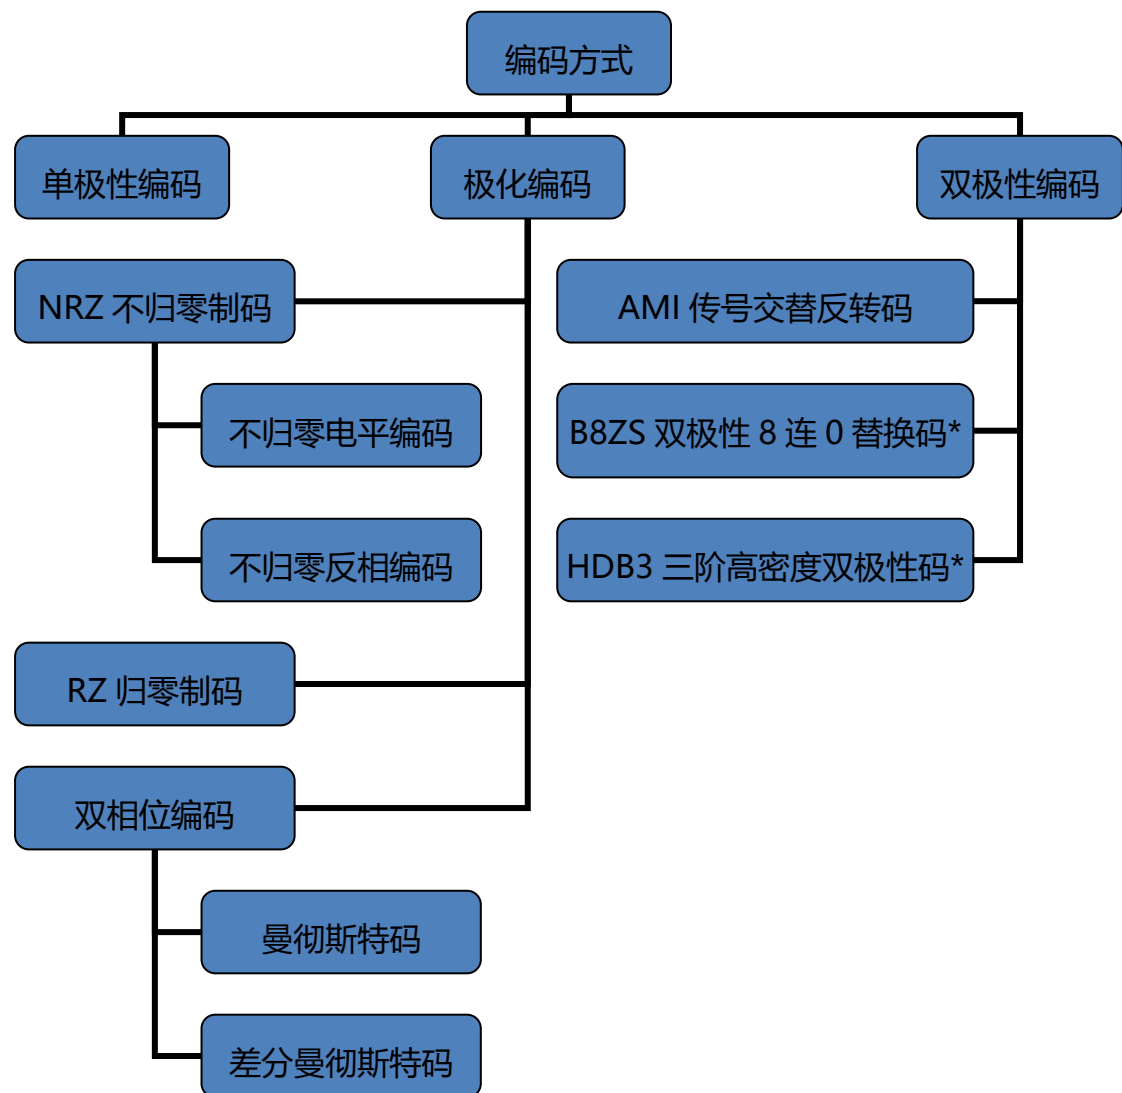 编码方式
单极性编码
极化编码
双极性编码
NRZ 不归零制码
AMI 传号交替反转码
不归零电平编码
B8ZS 双极性 8 连 0 替换码*
不归零反相编码
HDB3 三阶高密度双极性码*
RZ 归零制码
双相位编码
曼彻斯特码
差分曼彻斯特码